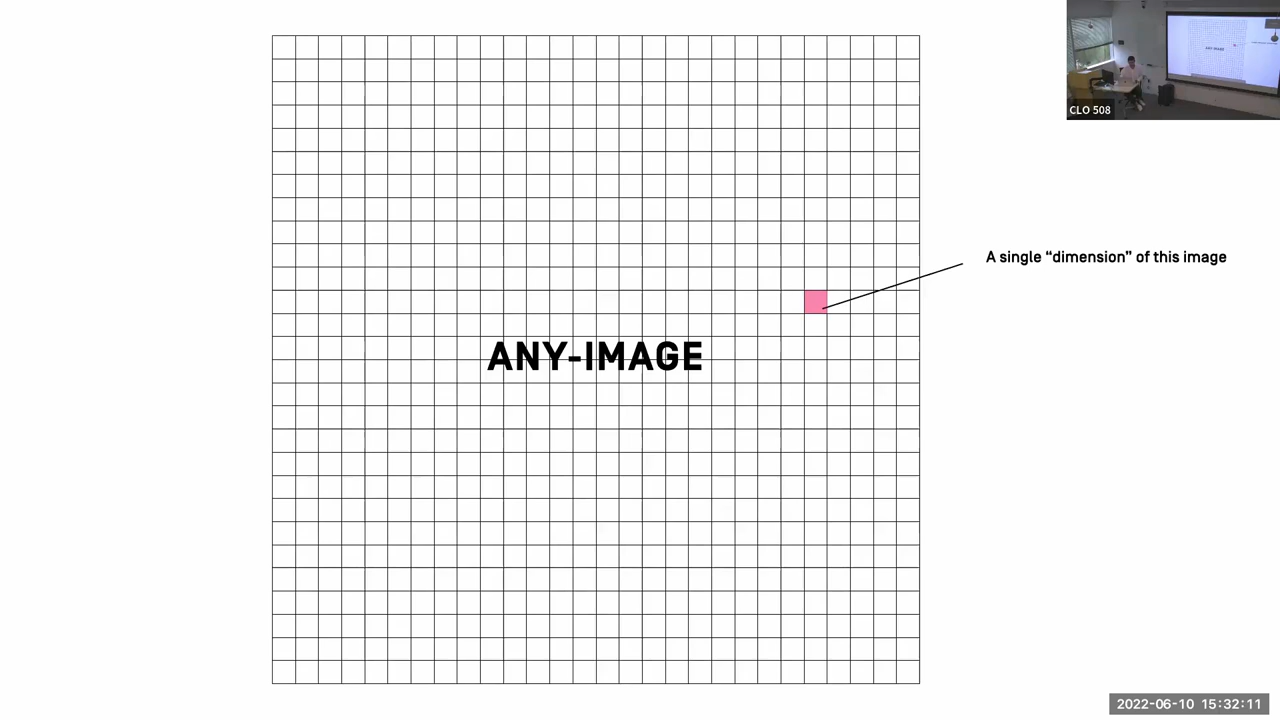 CLO 508
A single “dimension” of this image
ANY-IMAGE
2022-06-10 15:32:11